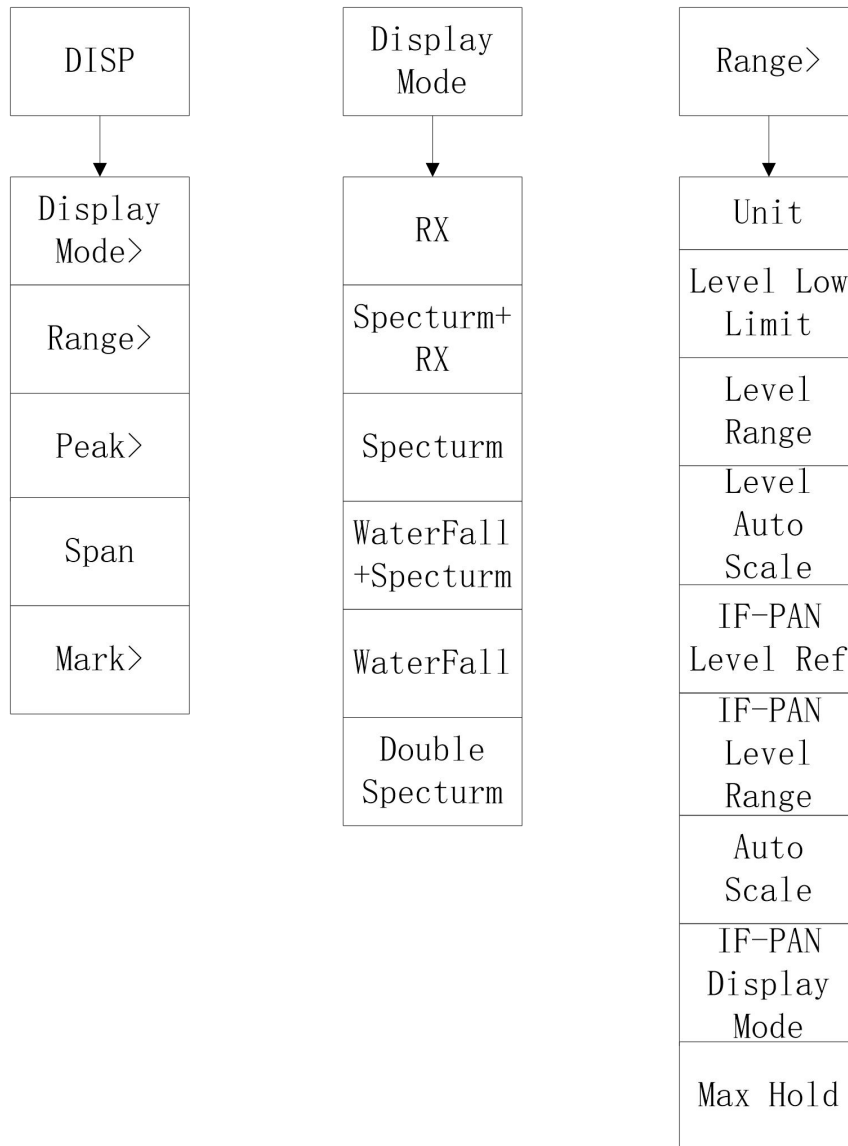 DISP
Display
Mode>
Range>
Peak>
Span
Mark>
Display
Mode
RX
Specturm+
RX
Specturm
WaterFall
+Specturm
WaterFall
Double
Specturm
Range>
Unit
Level Low
Limit
Level
Range
Level
Auto
Scale
IF-PAN
Level Ref
IF-PAN
Level
Range
Auto
Scale
IF-PAN
Display
Mode
Max Hold